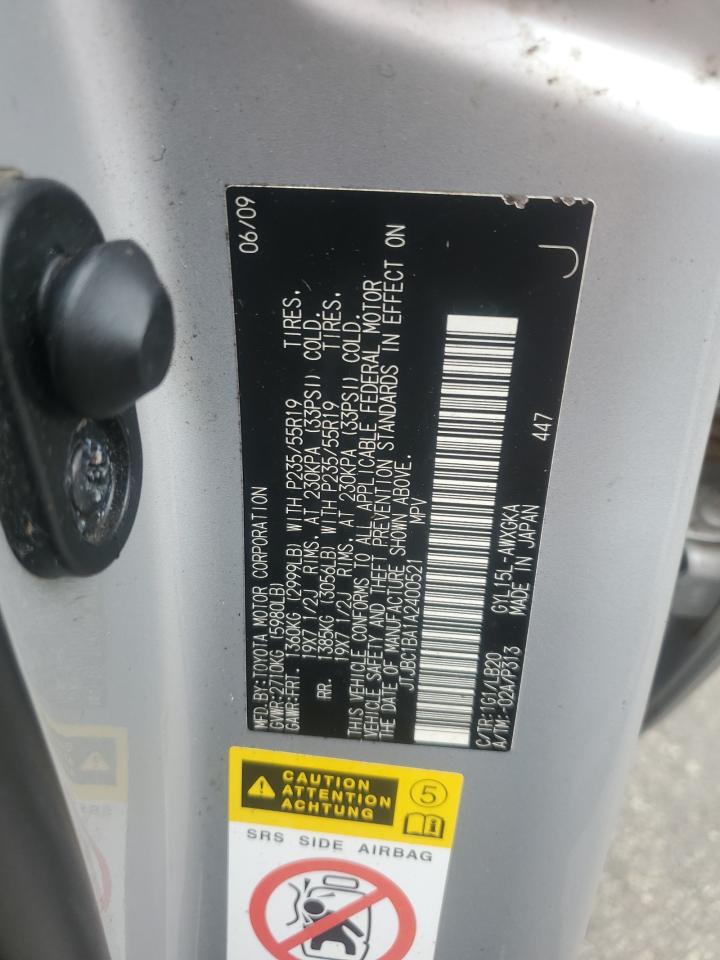 MFD. BY:TOYOTA MOTOR CORPORATION 06/09
GVWR:2710KG (5980LB)
GAWR:FRT. 1360KG (2999LB) WITH P235/55R19 TIRES,
19X7 1/2J RIMS, AT 230KPA (33PSI) COLD.
RR. 1385KG (3056LB) WITH P235/55R19 TIRES,
19X7 1/2J RIMS, AT 230KPA (33PSI) COLD.
THIS VEHICLE CONFORMS TO ALL APPLICABLE FEDERAL MOTOR
VEHICLE SAFETY AND THEFT PREVENTION STANDARDS IN EFFECT ON
THE DATE OF MANUFACTURE SHOWN ABOVE.
JTJBC1BA1A2400521 MPV
C/TR:1G1/LB20 GYL15L-AWXGKA 447
A/TM:-02A/P313 MADE IN JAPAN
J
CAUTION
ATTENTION
ACHTUNG
5
SRS SIDE AIRBAG